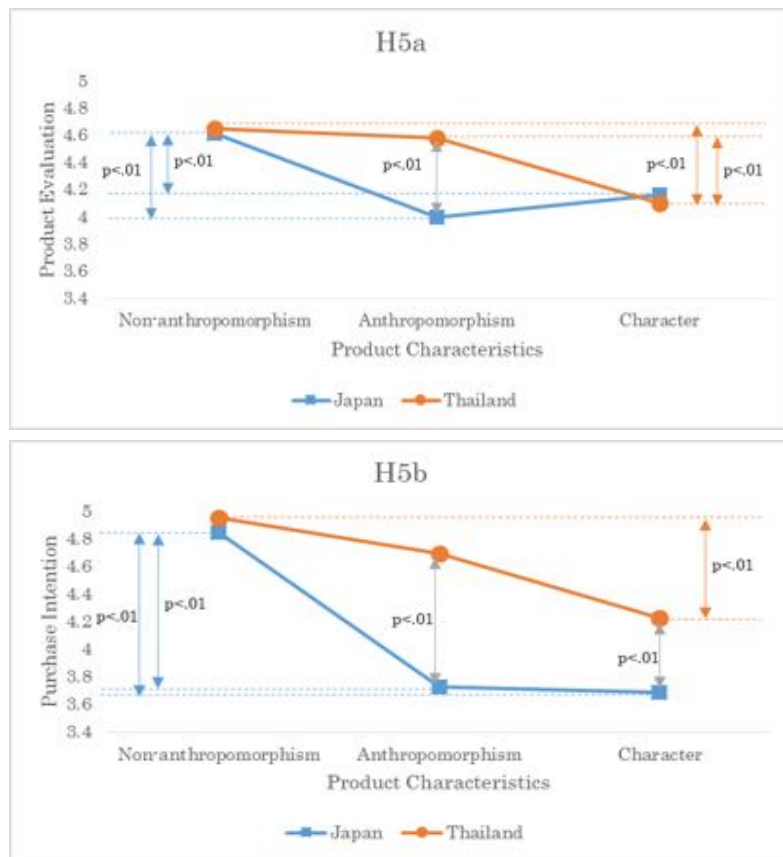 H5a
Product Evaluation
5
4.8
4.6
4.4
4.2
4
3.8
3.6
3.4
p<.01
p<.01
p<.01
p<.01
p<.01
Non-anthropomorphism
Anthropomorphism
Character
Product Characteristics
Japan
Thailand
H5b
Purchase Intention
5
4.8
4.6
4.4
4.2
4
3.8
3.6
3.4
p<.01
p<.01
p<.01
p<.01
p<.01
Non-anthropomorphism
Anthropomorphism
Character
Product Characteristics
Japan
Thailand